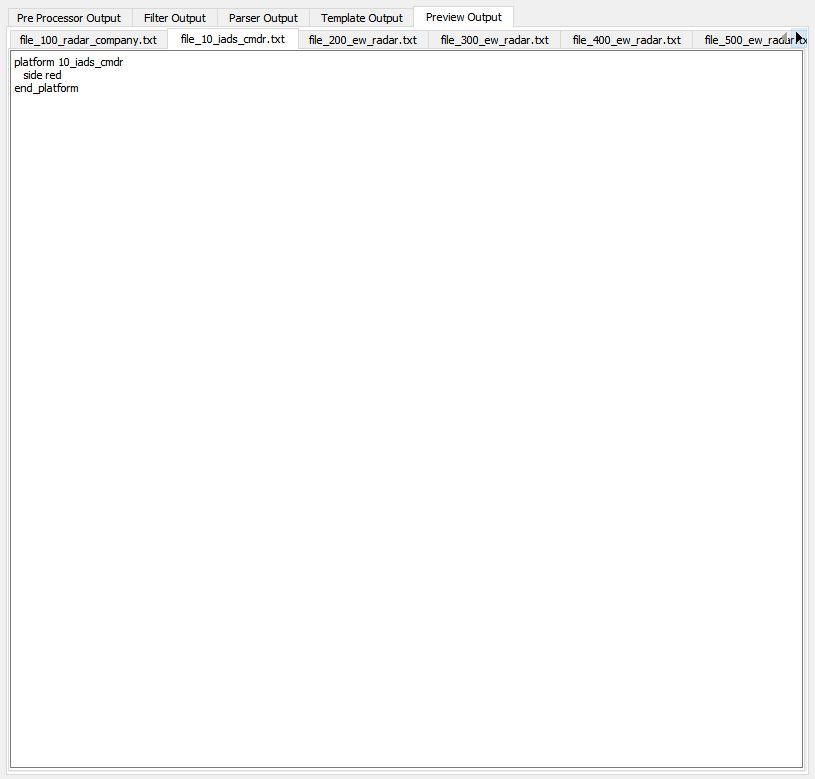 Pre Processor Output Filter Output Parser Output Template Output Preview Output
file_100_radar_company.txt file_10_iads_cmdr.txt file_200_ew_radar.txt file_300_ew_radar.txt file_400_ew_radar.txt file_500_ew_radar.txt
platform 10_iads_cmdr
side red
end_platform